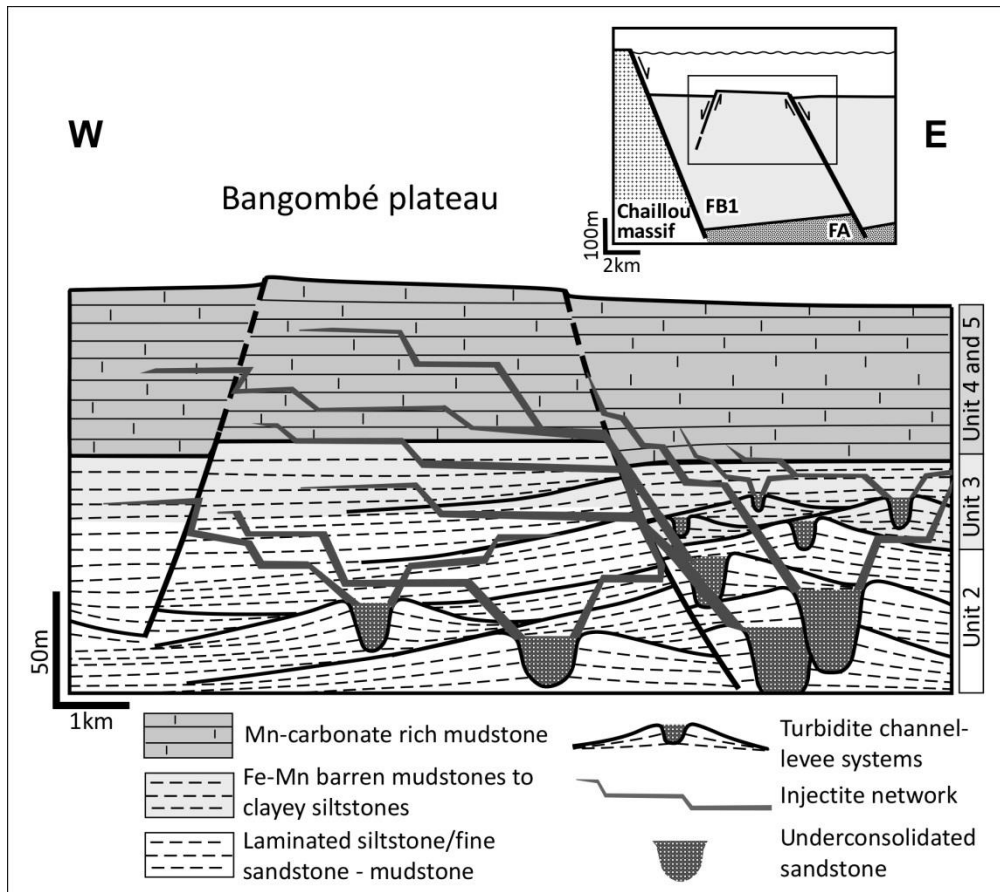 W
E
Chaillou
massif
FB1
FA
100m
2km
Bangombé plateau
Unit 4 and 5
Unit 3
Unit 2
50m
1km
Mn-carbonate rich mudstone
Fe-Mn barren mudstones to
clayey siltstones
Laminated siltstone/fine
sandstone - mudstone
Turbidite channel-
levee systems
Injectite network
Underconsolidated
sandstone